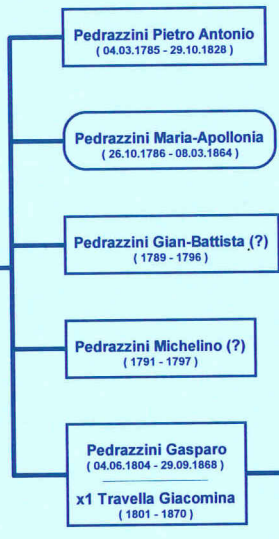 Pedrazzini Pietro Antonio
( 04.03.1785 - 29.10.1828 )
Pedrazzini Maria-Apollonia
( 26.10.1786 - 08.03.1864 )
Pedrazzini Gian-Battista (?)
( 1789 - 1796 )
Pedrazzini Michelino (?)
( 1791 - 1797 )
Pedrazzini Gasparo
( 04.06.1804 - 29.09.1868 )
x1 Travella Giacomina
( 1801 - 1870 )